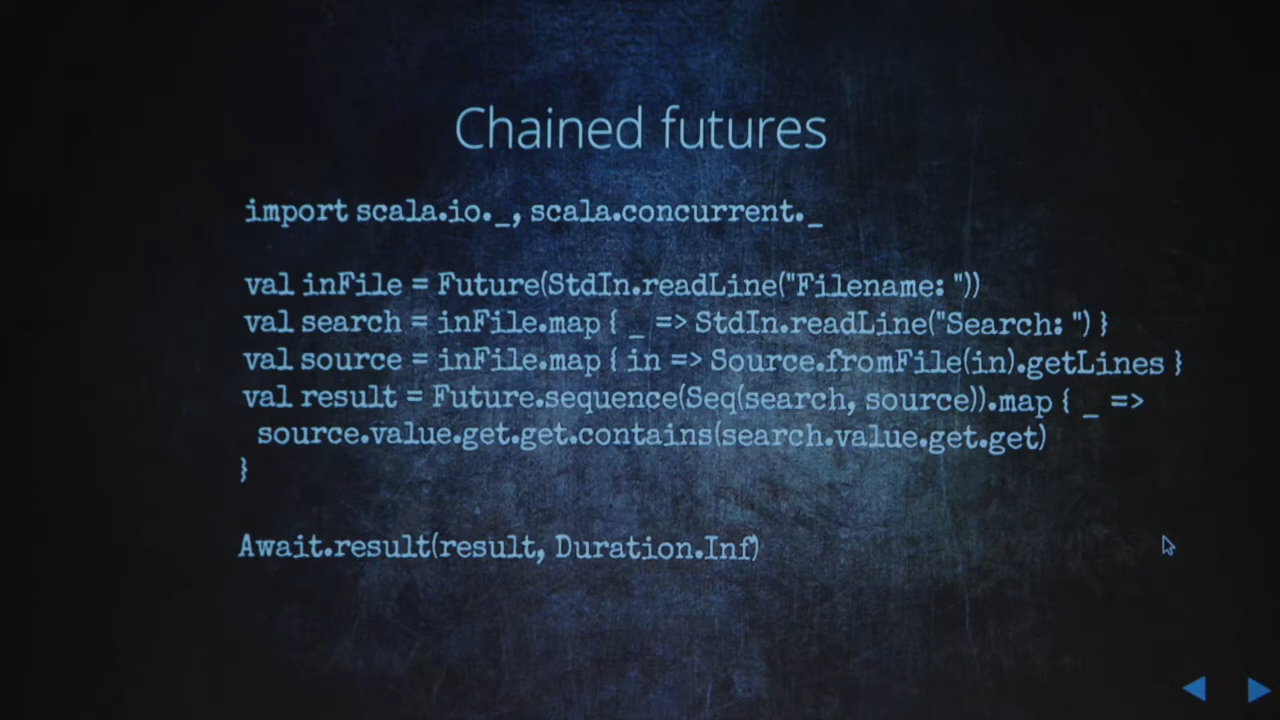 Chained futures
import scala.io._, scala.concurrent._
val inFile = Future(StdIn.readLine("Filename: "))
val search = inFile.map { _ => StdIn.readLine("Search: ") }
val source = inFile.map { in => Source.fromFile(in).getLines }
val result = Future.sequence(Seq(search, source)).map { _ =>
source.value.get.get.contains(search.value.get.get)
}
Await.result(result, Duration.Inf)